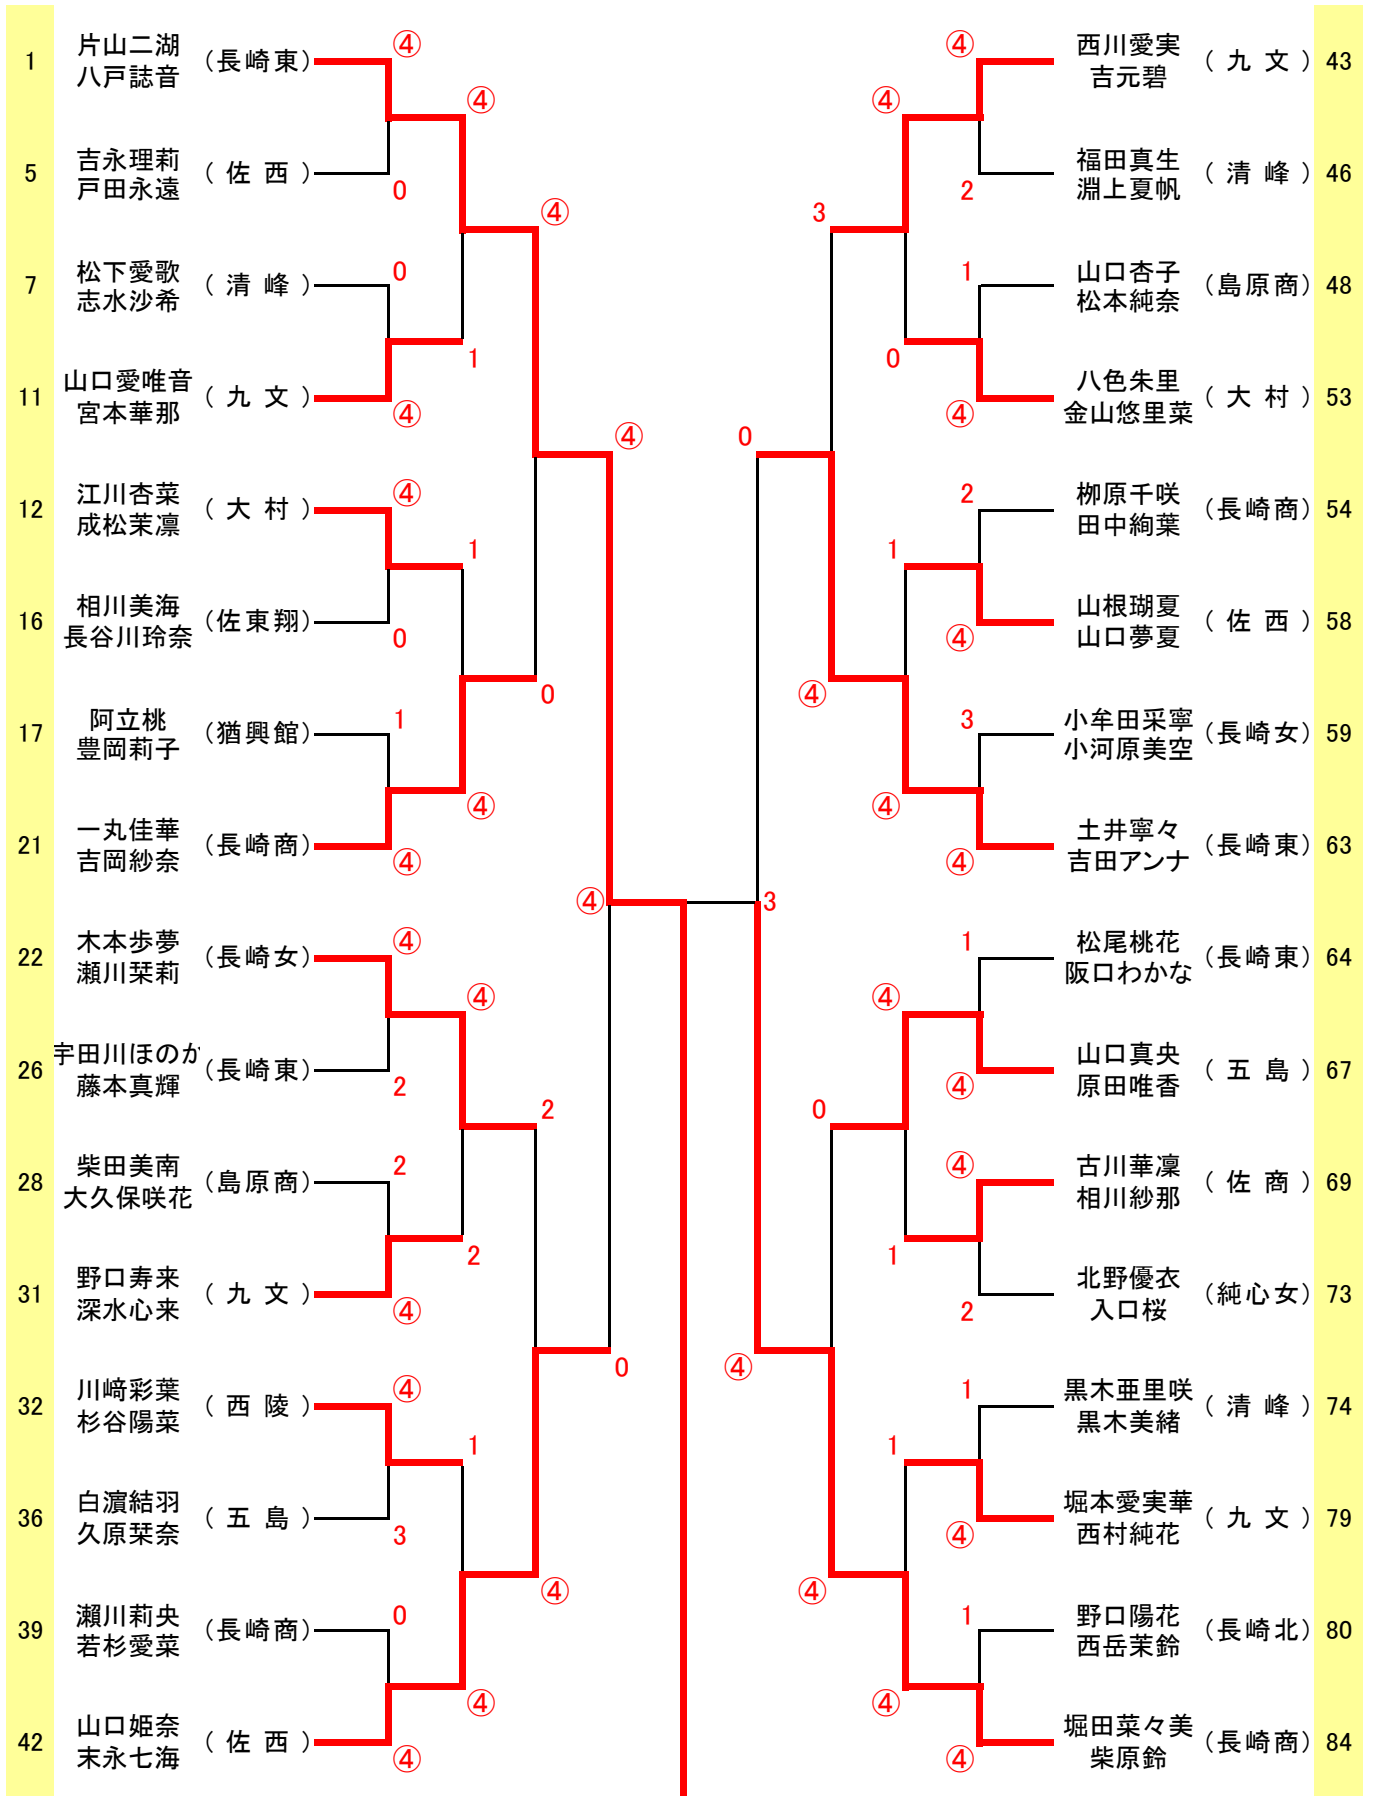 1 片山二湖 八戸誌音 （長崎東） ④
5 吉永理莉 戸田永遠 （佐 西） 0
④
7 松下愛歌 志水沙希 （清 峰） 0
11 山口愛唯音 宮本華那 （九 文） ④
1
④
12 江川杏菜 成松茉凛 （大 村） ④
16 相川美海 長谷川玲奈 （佐東翔） 0
1
17 阿立桃 豊岡莉子 （猶興館） 1
21 一丸佳華 吉岡紗奈 （長崎商） ④
④
0
④
22 木本歩夢 瀬川栞莉 （長崎女） ④
26 宇田川ほのか 藤本真輝 （長崎東） 2
④
28 柴田美南 大久保咲花 （島原商） 2
31 野口寿来 深水心来 （九 文） ④
2
2
32 川﨑彩葉 杉谷陽菜 （西 陵） ④
36 白濵結羽 久原栞奈 （五 島） 3
1
39 瀬川莉央 若杉愛菜 （長崎商） 0
42 山口姫奈 末永七海 （佐 西） ④
④
④
0
④
3
④ 西川愛実 吉元碧 （九 文） 43
2 福田真生 淵上夏帆 （清 峰） 46
④
1 山口杏子 松本純奈 （島原商） 48
④ 八色朱里 金山悠里菜 （大 村） 53
0
3
2 栁原千咲 田中絢葉 （長崎商） 54
④ 山根瑚夏 山口夢夏 （佐 西） 58
1
3 小牟田采寧 小河原美空 （長崎女） 59
④ 土井寧々 吉田アンナ （長崎東） 63
④
④
0
1 松尾桃花 阪口わかな （長崎東） 64
④ 山口真央 原田唯香 （五 島） 67
④
④ 古川華凜 相川紗那 （佐 商） 69
2 北野優衣 入口桜 （純心女） 73
1
0
1 黒木亜里咲 黒木美緒 （清 峰） 74
④ 堀本愛実華 西村純花 （九 文） 79
1
1 野口陽花 西岳茉鈴 （長崎北） 80
④ 堀田菜々美 柴原鈴 （長崎商） 84
④
④
④